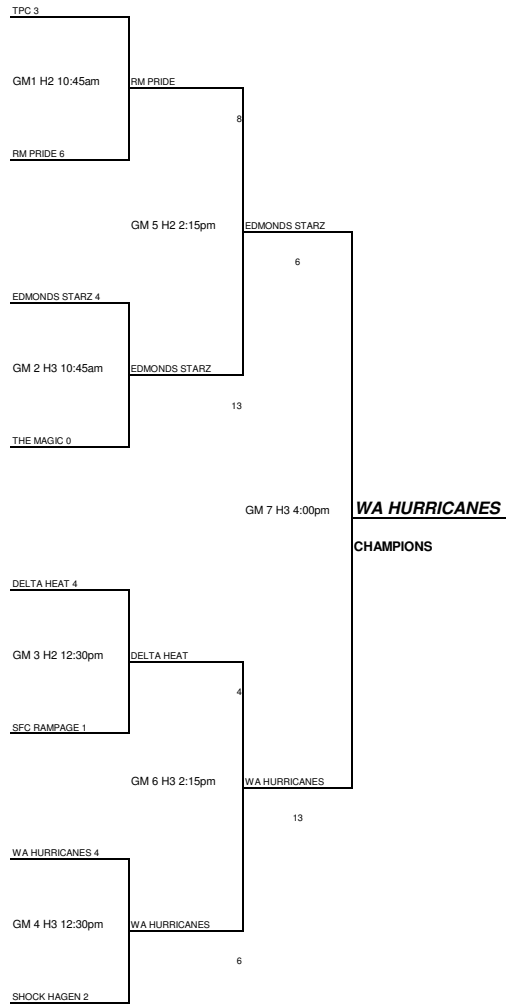 TPC 3
GM1 H2 10:45am
RM PRIDE
8
RM PRIDE 6
GM 5 H2 2:15pm
EDMONDS STARZ
6
EDMONDS STARZ 4
GM 2 H3 10:45am
EDMONDS STARZ
13
THE MAGIC 0
GM 7 H3 4:00pm
WA HURRICANES
CHAMPIONS
DELTA HEAT 4
GM 3 H2 12:30pm
DELTA HEAT
4
SFC RAMPAGE 1
GM 6 H3 2:15pm
WA HURRICANES
13
WA HURRICANES 4
GM 4 H3 12:30pm
WA HURRICANES
6
SHOCK HAGEN 2